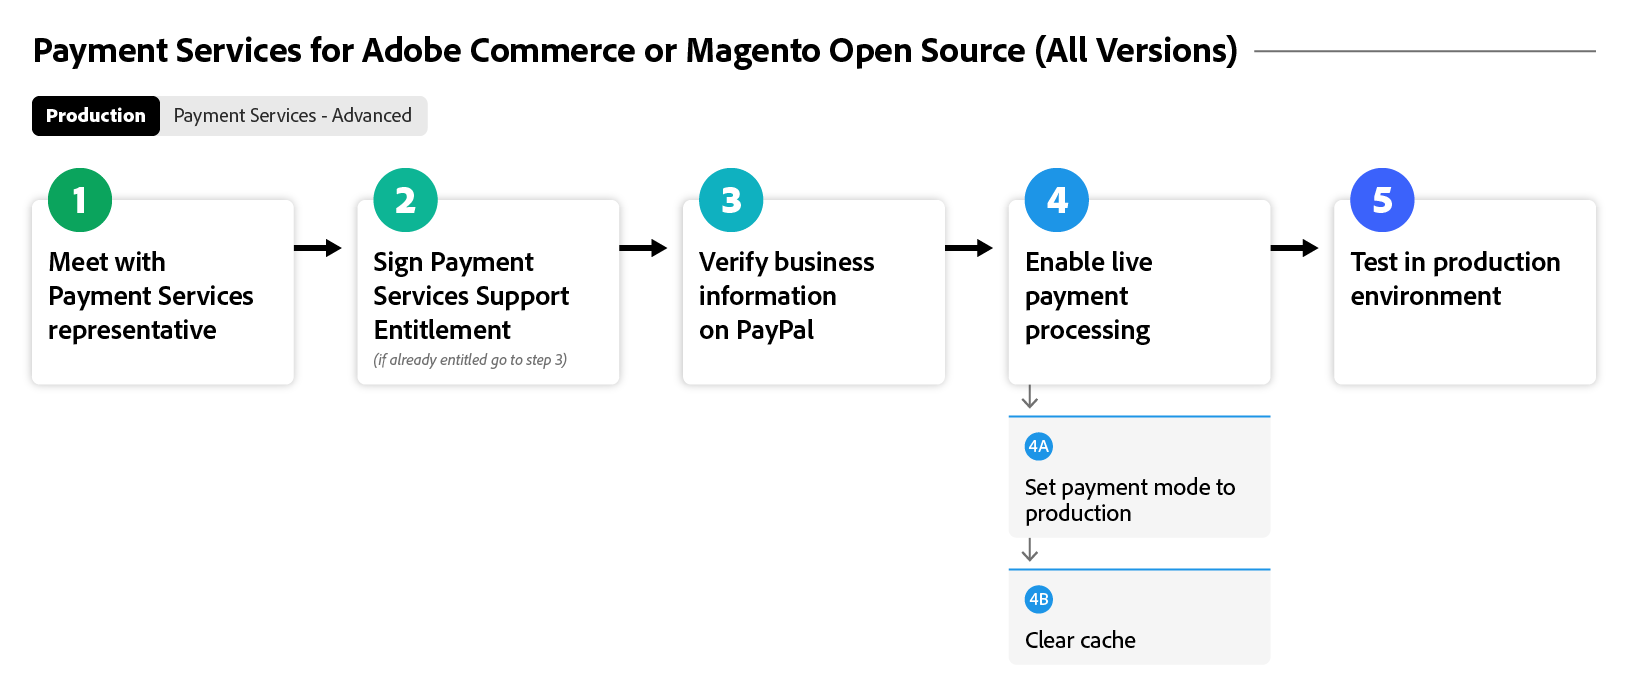 Payment Services for Adobe Commerce or Magento Open Source (All Versions)
Production
Payment Services - Advanced
1
Meet with
Payment Services
representative
2
Sign Payment
Services Support
Entitlement
(if already entitled go to step 3)
3
Verify business
information
on PayPal
4
Enable live
payment
processing
4A
Set payment mode to
production
4B
Clear cache
5
Test in production
environment